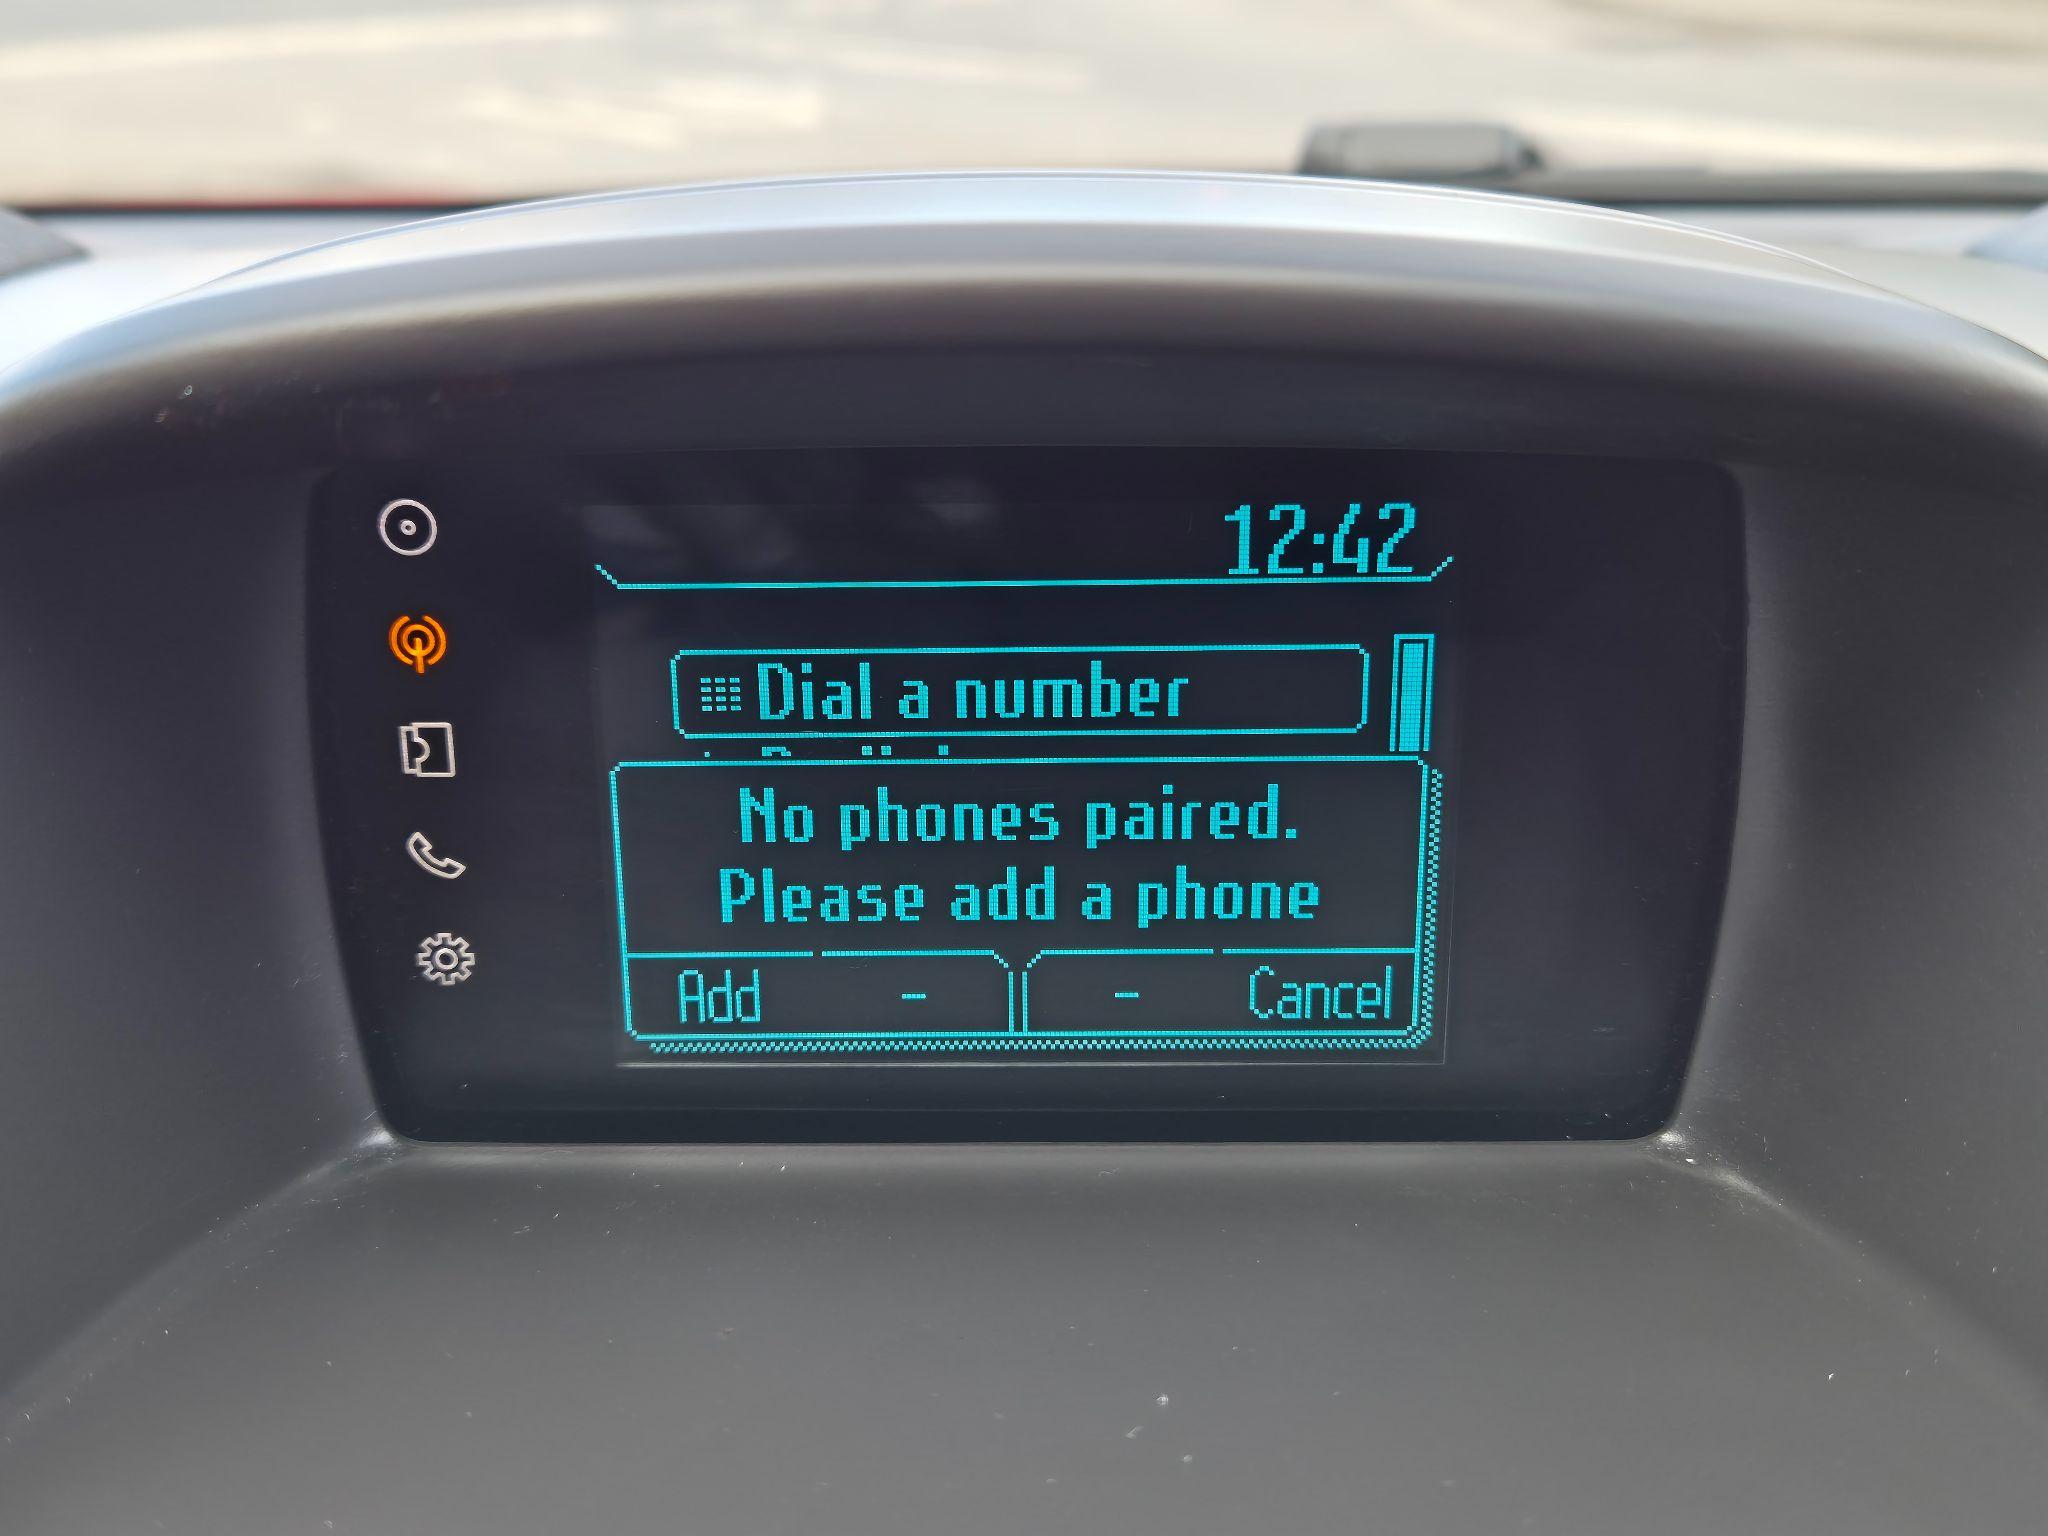 12:42
Dial a number
No phones paired.
Please add a phone
Add - - Cancel